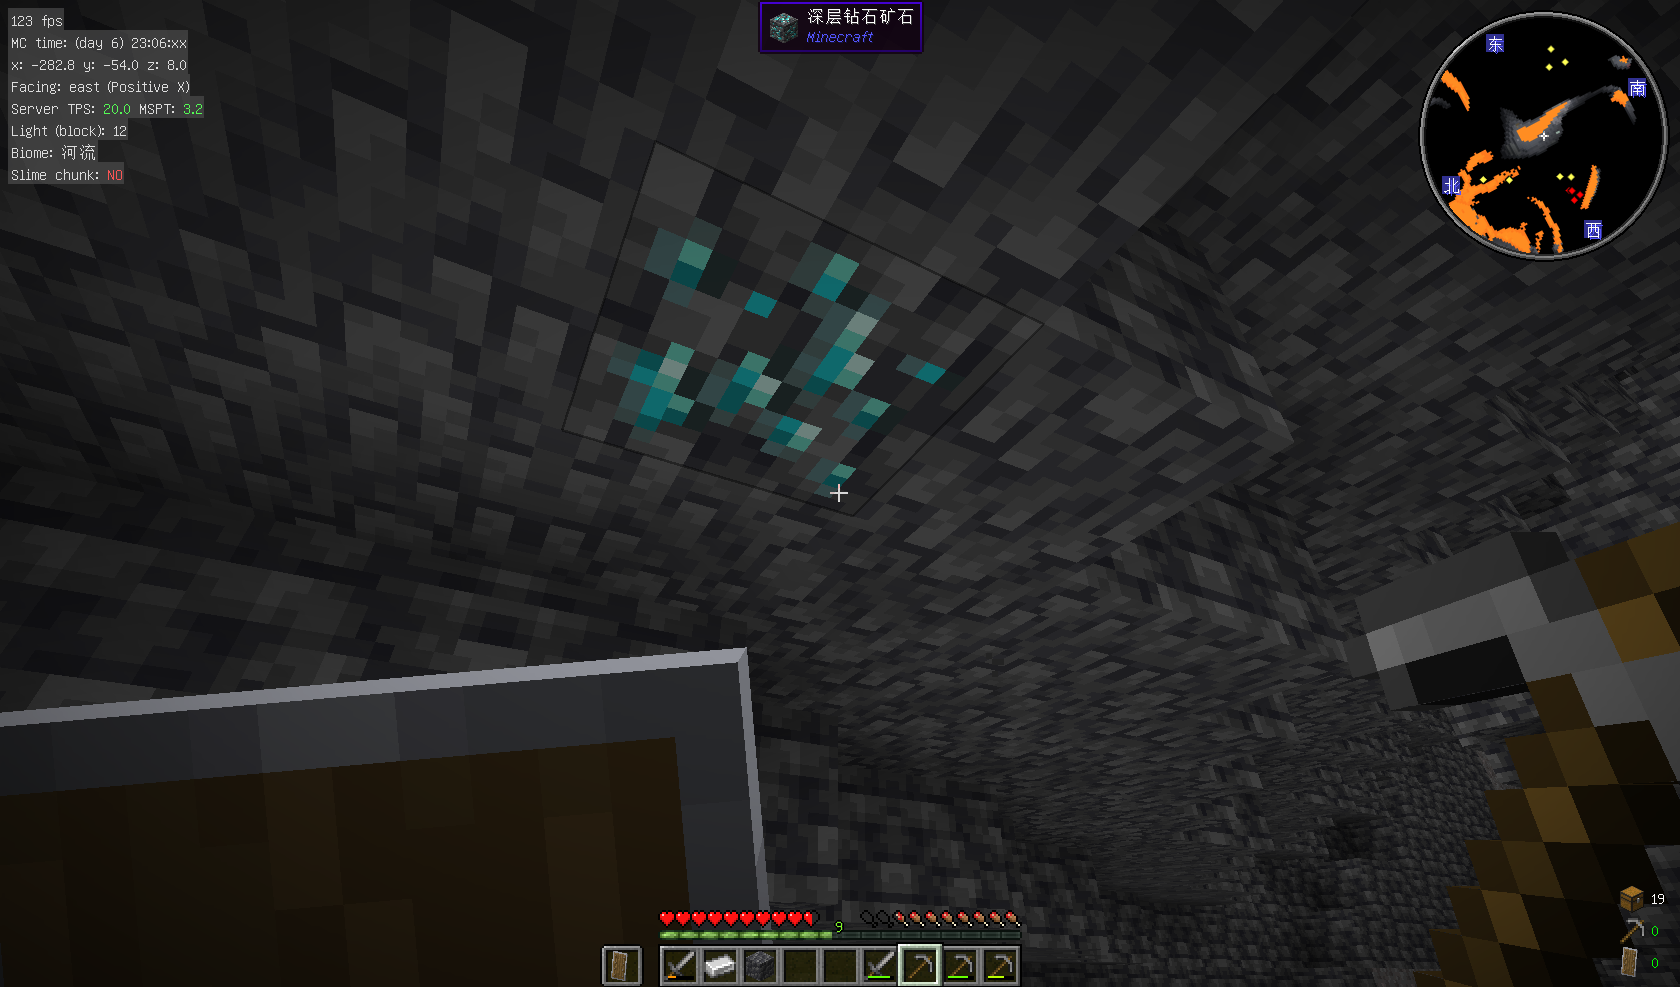 123 fps
MC time: (day 6) 23:06:xx
x: -282.8 y: -54.0 z: 8.0
Facing: east (Positive X)
Server TPS: 20.0 MSPT: 3.2
Light (block): 12
Biome: 河流
Slime chunk: NO
深层钻石矿石
Minecraft
东
南
北
西
9
19
0
0